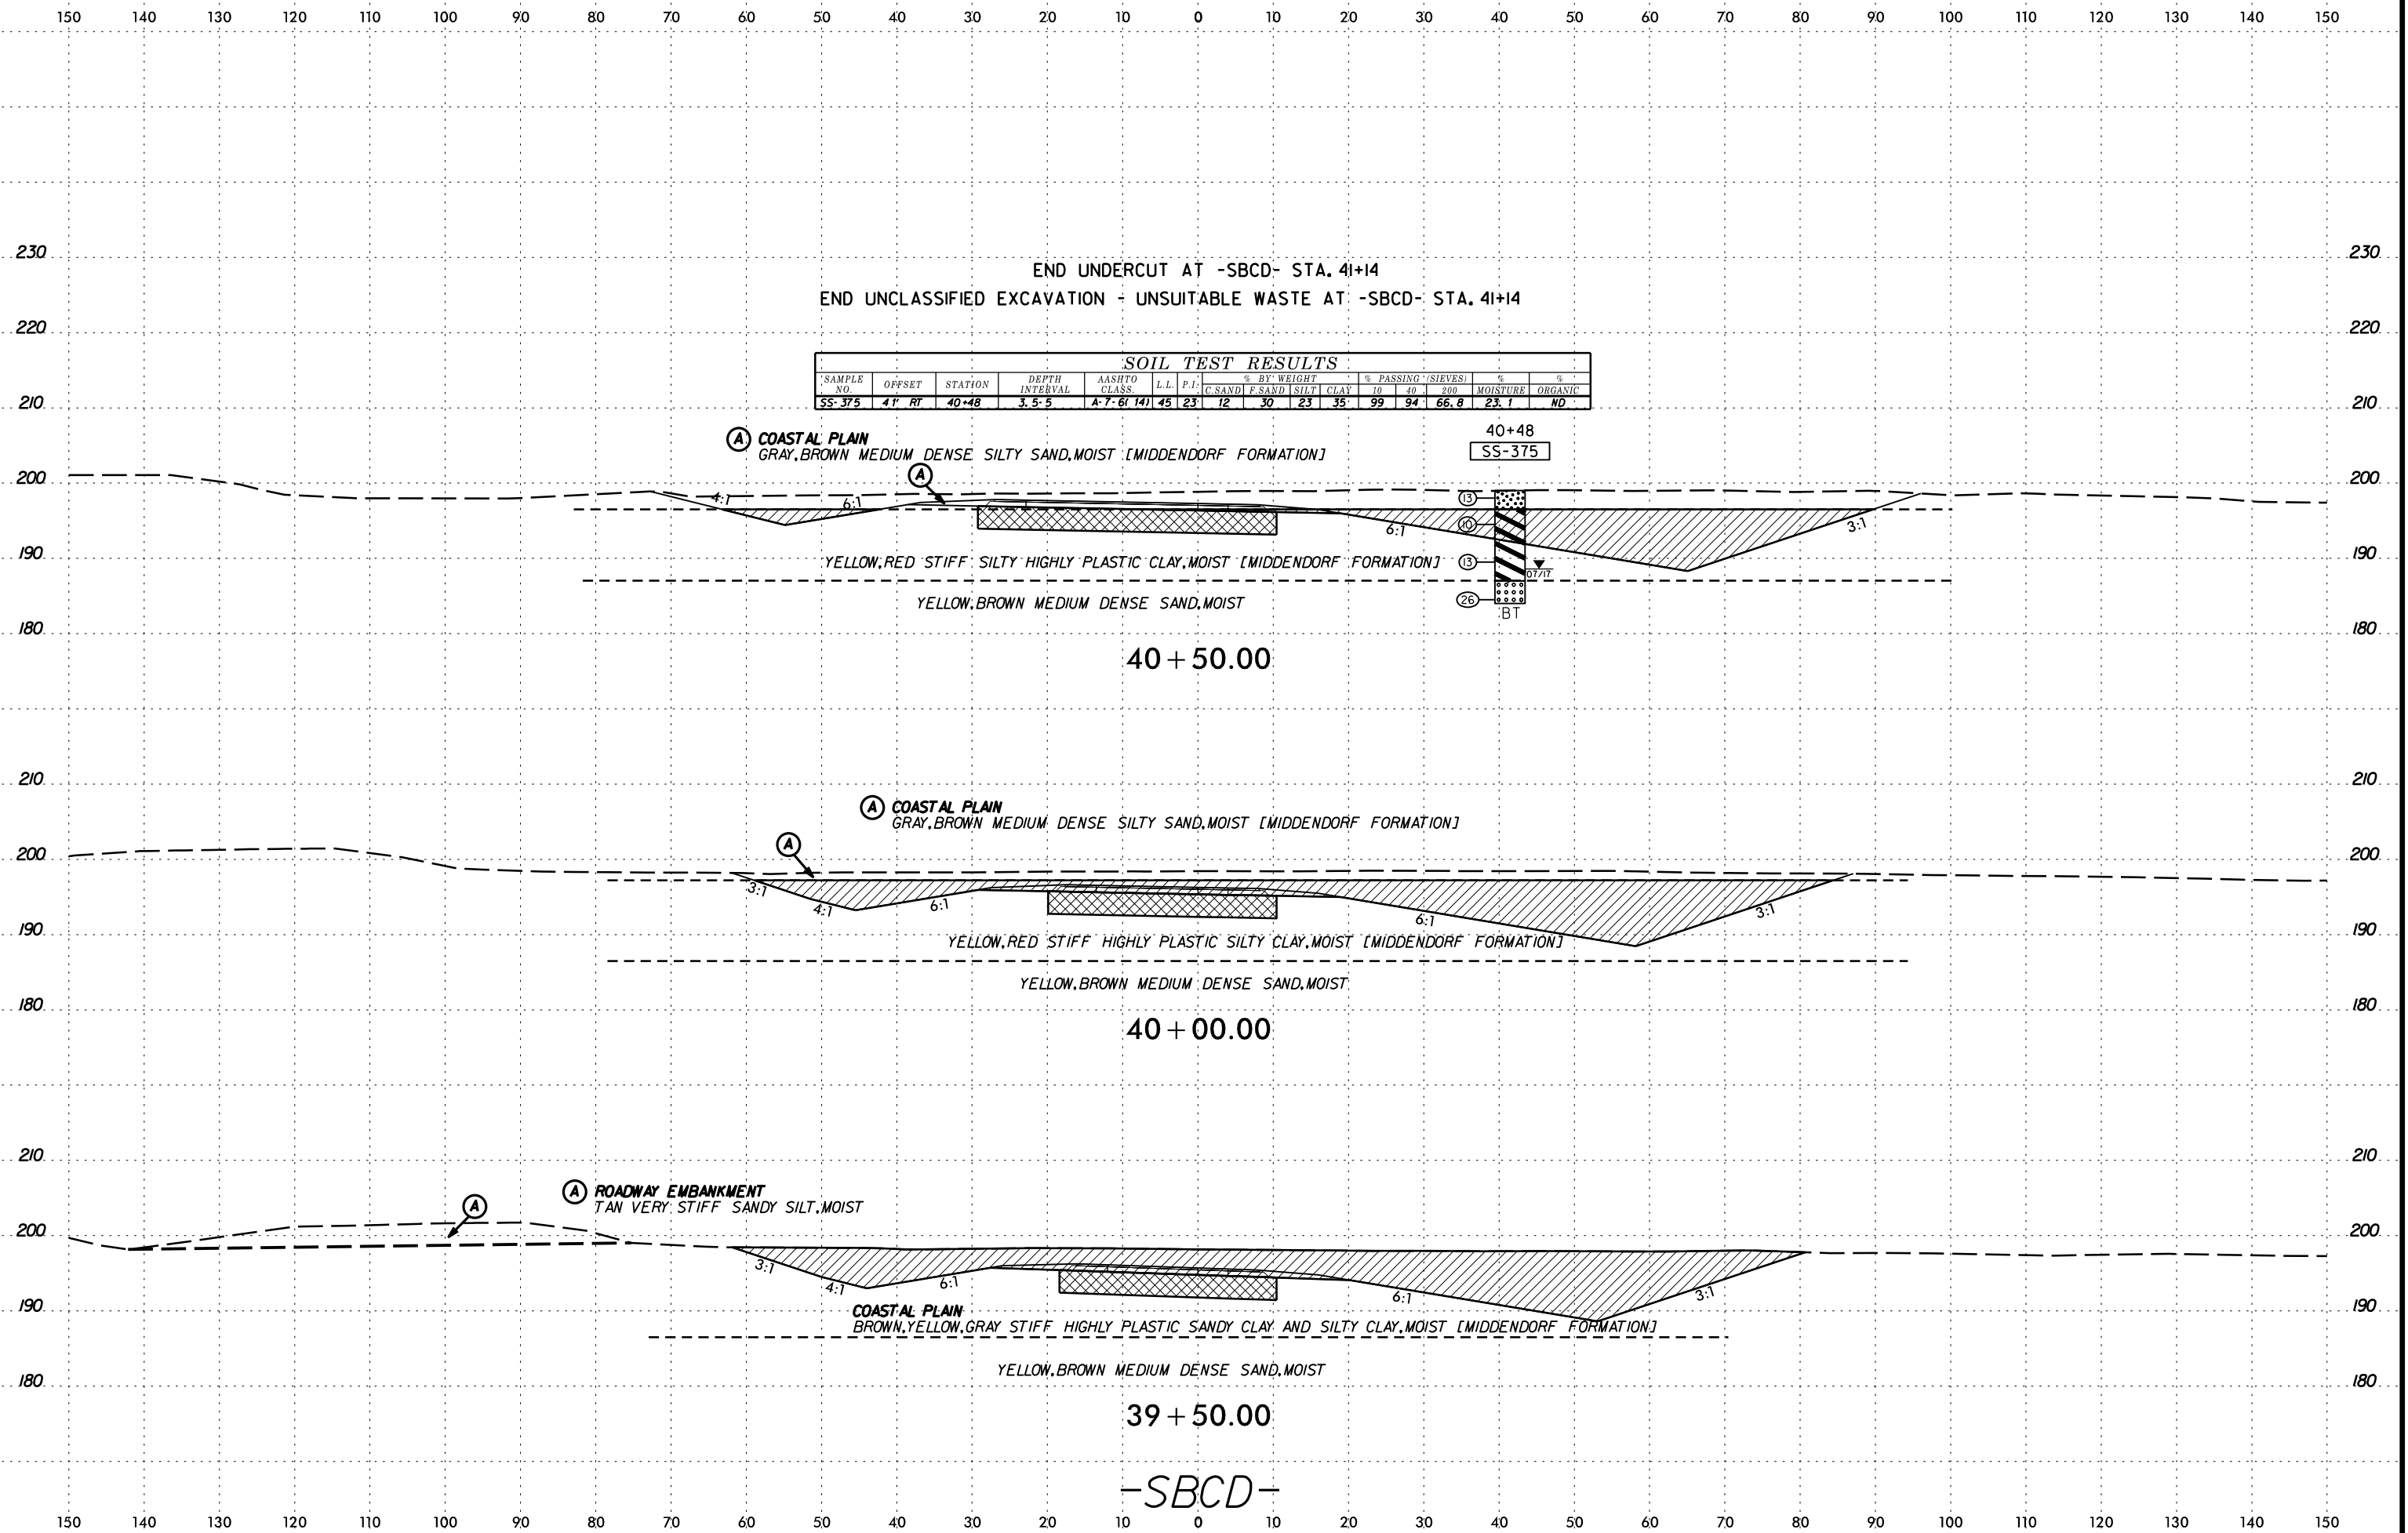 150 140 130 120 110 100 90 80 70 60 50 40 30 20 10 0 10 20 30 40 50 60 70 80 90 100 110 120 130 140 150
230 230
END UNDERCUT AT -SBCD- STA. 41+14
END UNCLASSIFIED EXCAVATION - UNSUITABLE WASTE AT -SBCD- STA. 41+14
220 220
SOIL TEST RESULTS
SAMPLE NO. OFFSET STATION DEPTH INTERVAL AASHTO CLASS. L.L. P.I. % BY WEIGHT % PASSING (SIEVES) % MOISTURE % ORGANIC
C.SAND F.SAND SILT CLAY 10 40 200
SS-375 41' RT 40+48 3.5-5 A-7-6(14) 45 23 12 30 23 35 99 94 66.8 23.1 ND
210 210
40+48
SS-375
A COASTAL PLAIN
GRAY,BROWN MEDIUM DENSE SILTY SAND,MOIST [MIDDENDORF FORMATION]
A
200 200
4:1 6:1 13
10 6:1 3:1
190 190
YELLOW,RED STIFF SILTY HIGHLY PLASTIC CLAY,MOIST [MIDDENDORF FORMATION] 13
07/17
YELLOW,BROWN MEDIUM DENSE SAND,MOIST 26
BT
180 180
40+50.00
210 210
A COASTAL PLAIN
GRAY,BROWN MEDIUM DENSE SILTY SAND,MOIST [MIDDENDORF FORMATION]
A
200 200
3:1 4:1 6:1 6:1 3:1
190 190
YELLOW,RED STIFF HIGHLY PLASTIC SILTY CLAY,MOIST [MIDDENDORF FORMATION]
YELLOW,BROWN MEDIUM DENSE SAND,MOIST
180 180
40+00.00
210 210
A ROADWAY EMBANKMENT
TAN VERY STIFF SANDY SILT,MOIST
A
200 200
3:1 4:1 6:1 6:1 3:1
190 190
COASTAL PLAIN
BROWN,YELLOW,GRAY STIFF HIGHLY PLASTIC SANDY CLAY AND SILTY CLAY,MOIST [MIDDENDORF FORMATION]
YELLOW,BROWN MEDIUM DENSE SAND,MOIST
180 180
39+50.00
-SBCD-
150 140 130 120 110 100 90 80 70 60 50 40 30 20 10 0 10 20 30 40 50 60 70 80 90 100 110 120 130 140 150